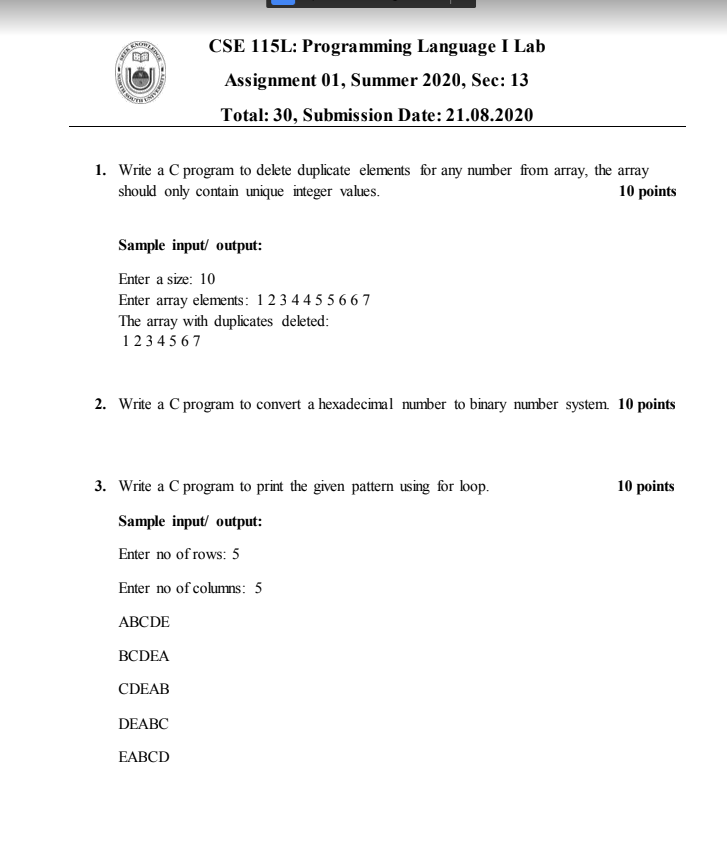 CSE 115L: Programming Language I Lab
Assignment 01, Summer 2020, Sec: 13
Total: 30, Submission Date: 21.08.2020
1. Write a C program to delete duplicate elements for any number from array, the array
should only contain unique integer values. 10 points
Sample input/ output:
Enter a size: 10
Enter array elements: 1 2 3 4 4 5 5 6 6 7
The array with duplicates deleted:
1 2 3 4 5 6 7
2. Write a C program to convert a hexadecimal number to binary number system. 10 points
3. Write a C program to print the given pattern using for loop. 10 points
Sample input/ output:
Enter no of rows: 5
Enter no of columns: 5
ABCDE
BCDEA
CDEAB
DEABC
EABCD